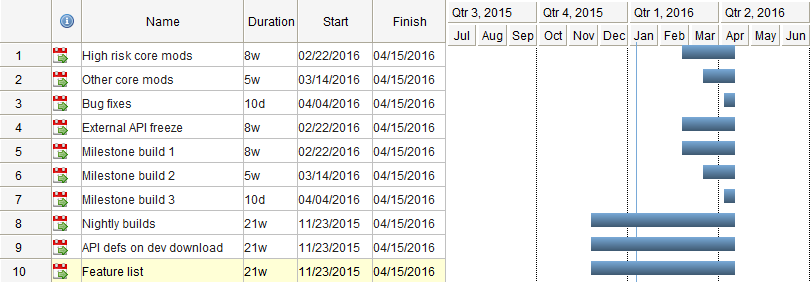 Name Duration Start Finish Qtr 3, 2015 Qtr 4, 2015 Qtr 1, 2016 Qtr 2, 2016
Jul Aug Sep Oct Nov Dec Jan Feb Mar Apr May Jun
1 High risk core mods 8w 02/22/2016 04/15/2016
2 Other core mods 5w 03/14/2016 04/15/2016
3 Bug fixes 10d 04/04/2016 04/15/2016
4 External API freeze 8w 02/22/2016 04/15/2016
5 Milestone build 1 8w 02/22/2016 04/15/2016
6 Milestone build 2 5w 03/14/2016 04/15/2016
7 Milestone build 3 10d 04/04/2016 04/15/2016
8 Nightly builds 21w 11/23/2015 04/15/2016
9 API defs on dev download 21w 11/23/2015 04/15/2016
10 Feature list 21w 11/23/2015 04/15/2016